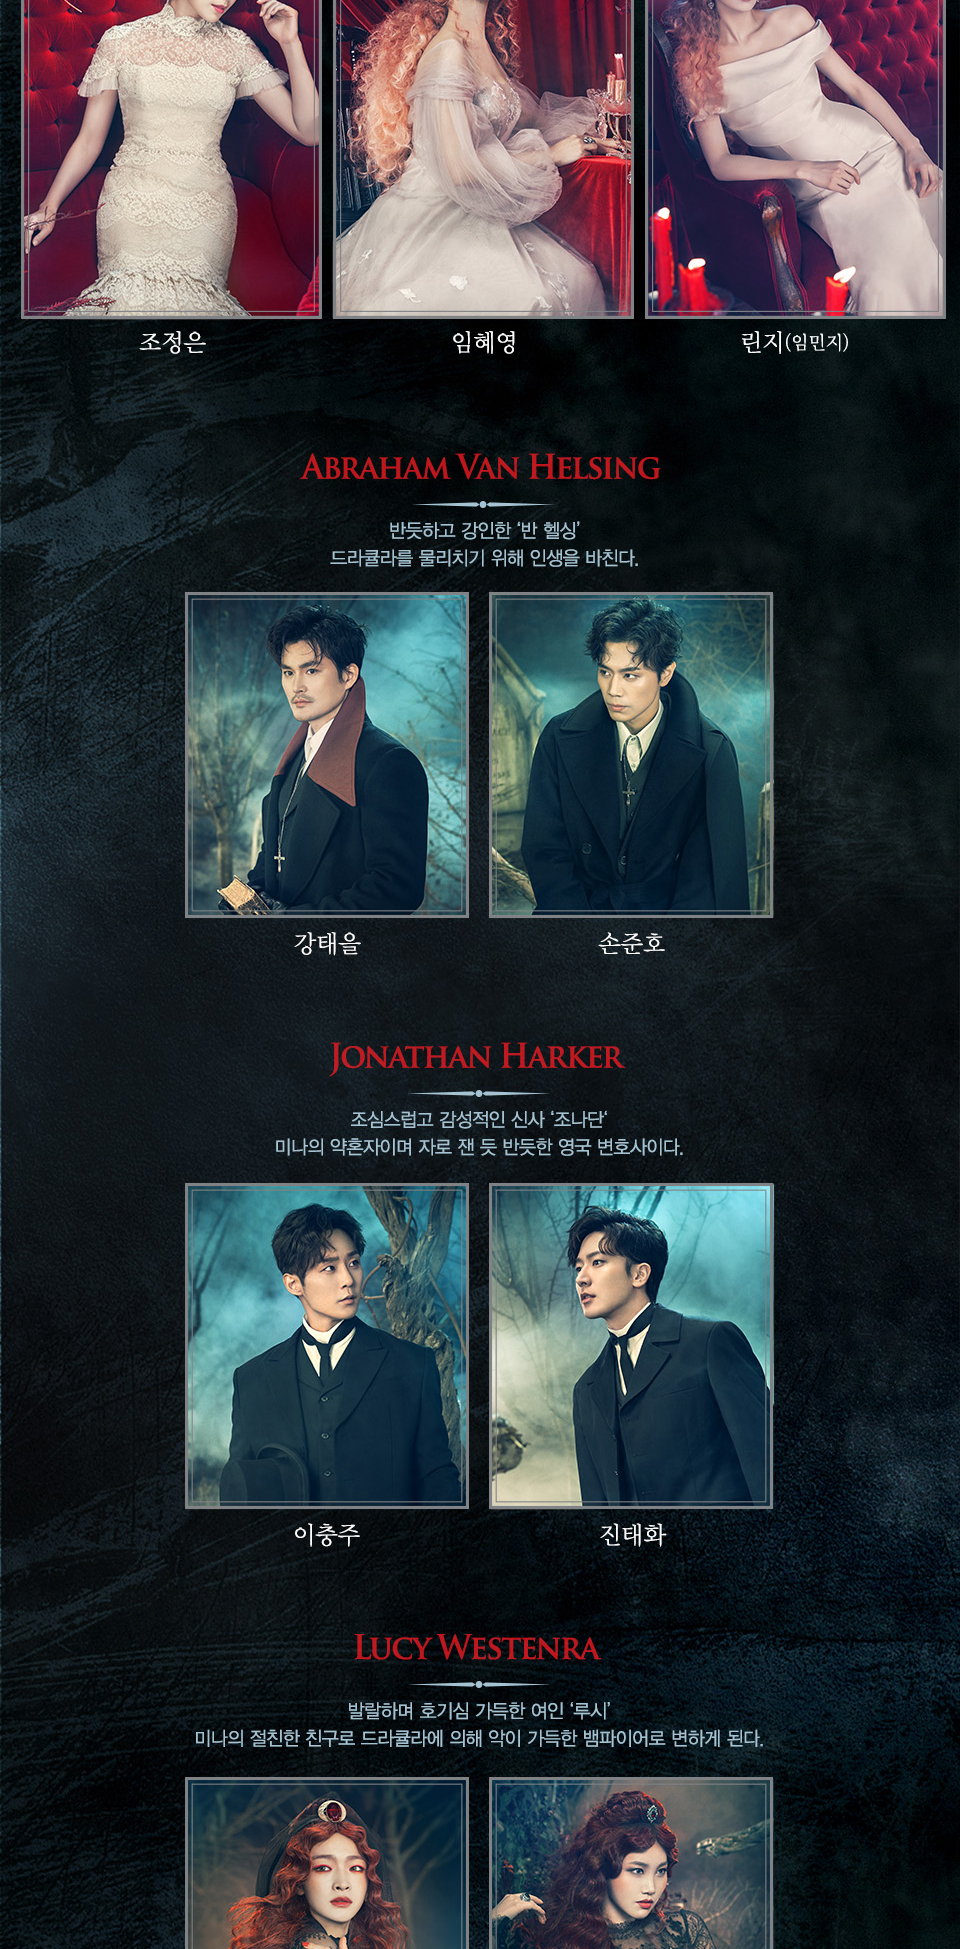 조정은
임혜영
린지(임민지)
ABRAHAM VAN HELSING
반듯하고 강인한 ‘반 헬싱’
드라큘라를 물리치기 위해 인생을 바친다.
강태을
손준호
JONATHAN HARKER
조심스럽고 감성적인 신사 ‘조나단‘
미나의 약혼자이며 자로 잰 듯 반듯한 영국 변호사이다.
이충주
진태화
LUCY WESTENRA
발랄하며 호기심 가득한 여인 ‘루시’
미나의 절친한 친구로 드라큘라에 의해 악이 가득한 뱀파이어로 변하게 된다.